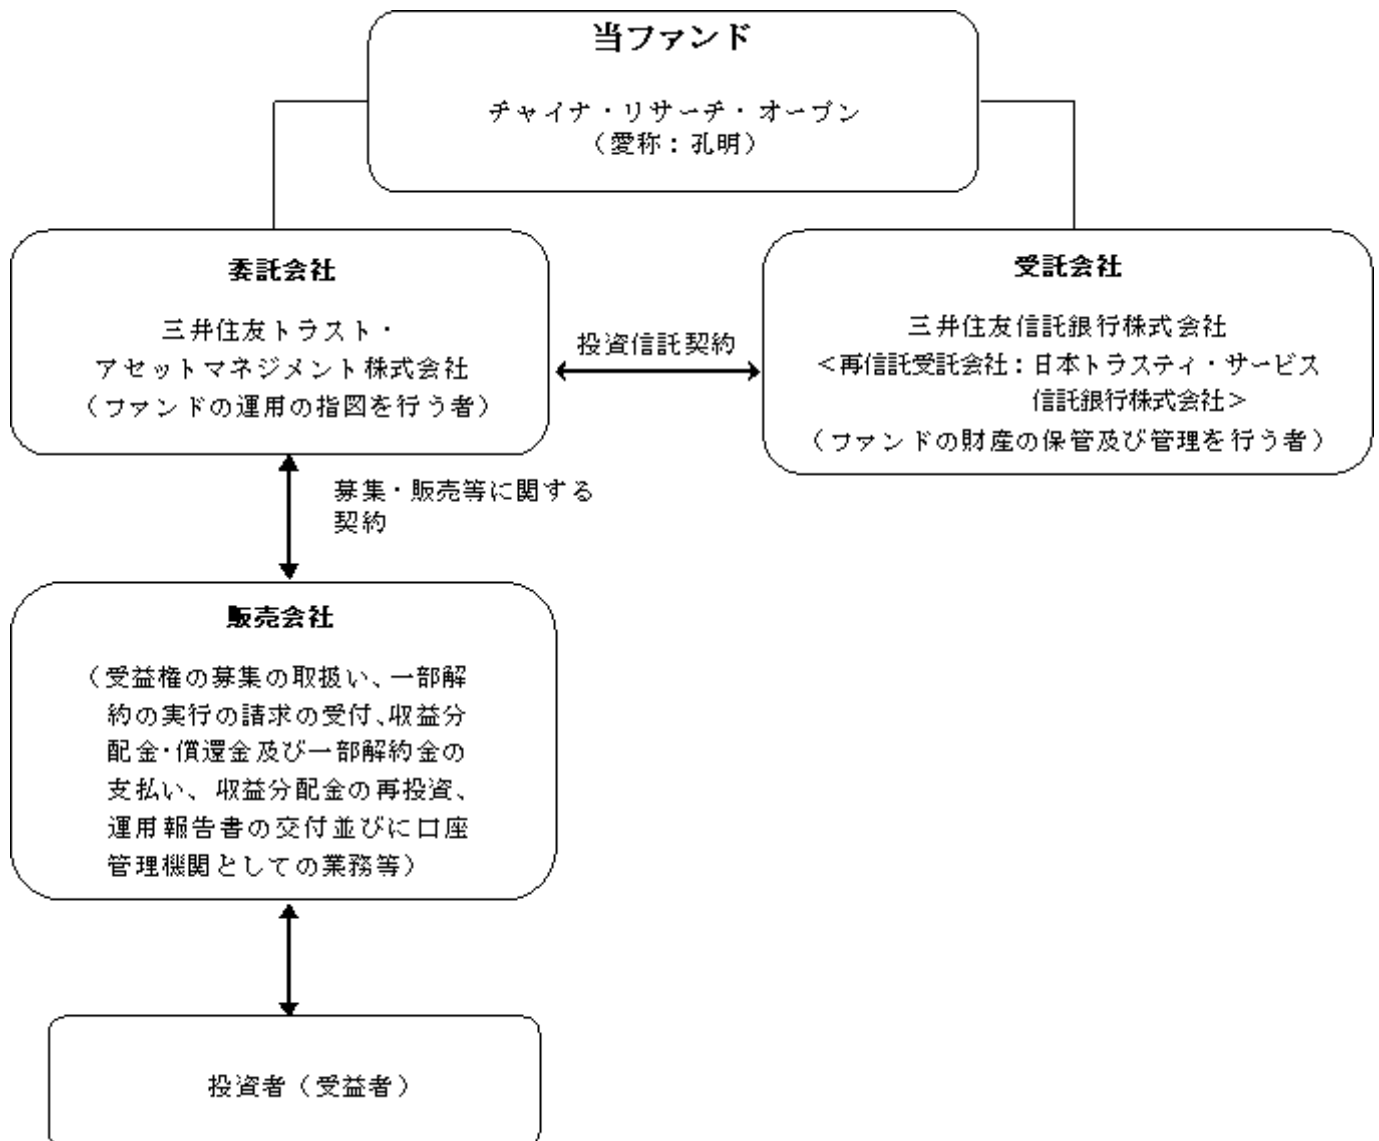 当ファンド
チャイナ・リサーチ・オープン
（愛称：孔明）
委託会社
三井住友トラスト・
アセットマネジメント株式会社
（ファンドの運用の指図を行う者）
投資信託契約
受託会社
三井住友信託銀行株式会社
＜再信託受託会社：日本トラスティ・サービス
信託銀行株式会社＞
（ファンドの財産の保管及び管理を行う者）
募集・販売等に関する
契約
販売会社
（受益権の募集の取扱い、一部解
約の実行の請求の受付、収益分
配金・償還金及び一部解約金の
支払い、収益分配金の再投資、
運用報告書の交付並びに口座
管理機関としての業務等）
投資者（受益者）